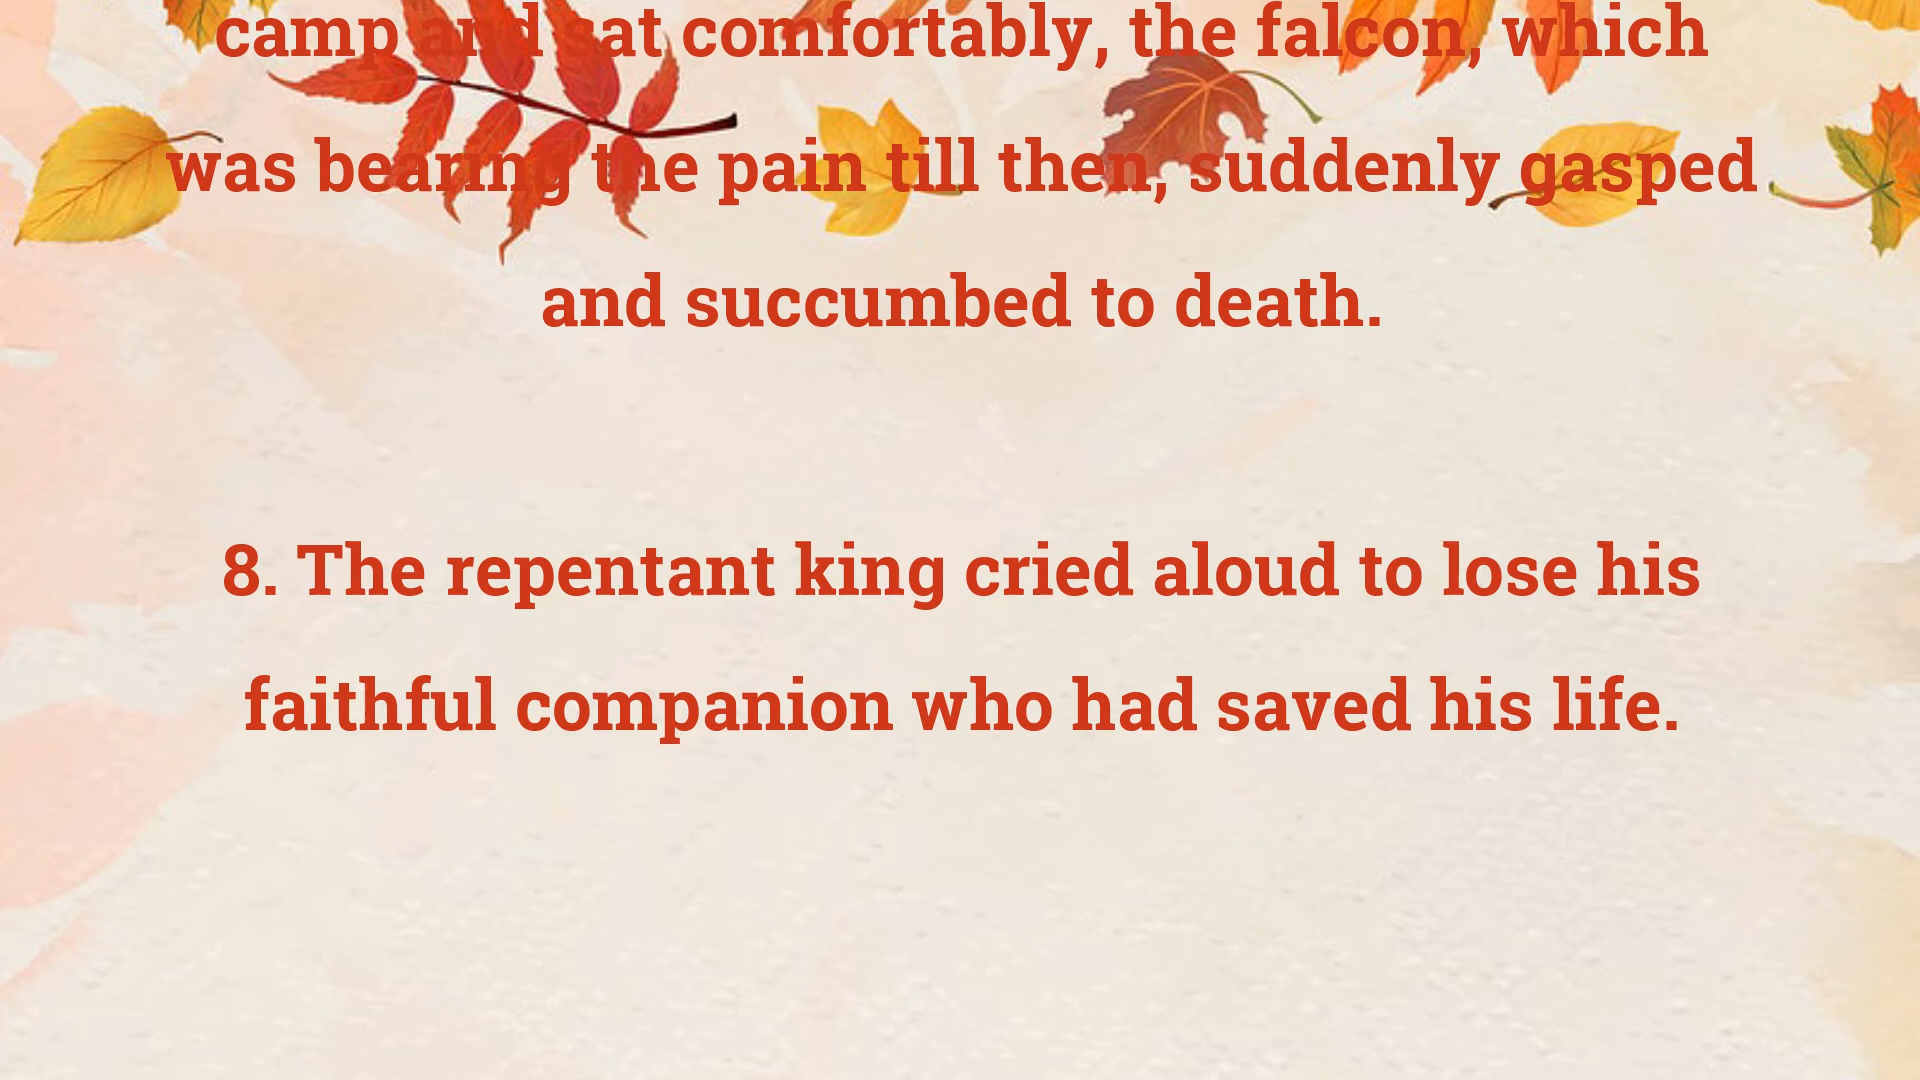 camp and sat comfortably, the falcon, which
was bearing the pain till then, suddenly gasped
and succumbed to death.
8. The repentant king cried aloud to lose his
faithful companion who had saved his life.